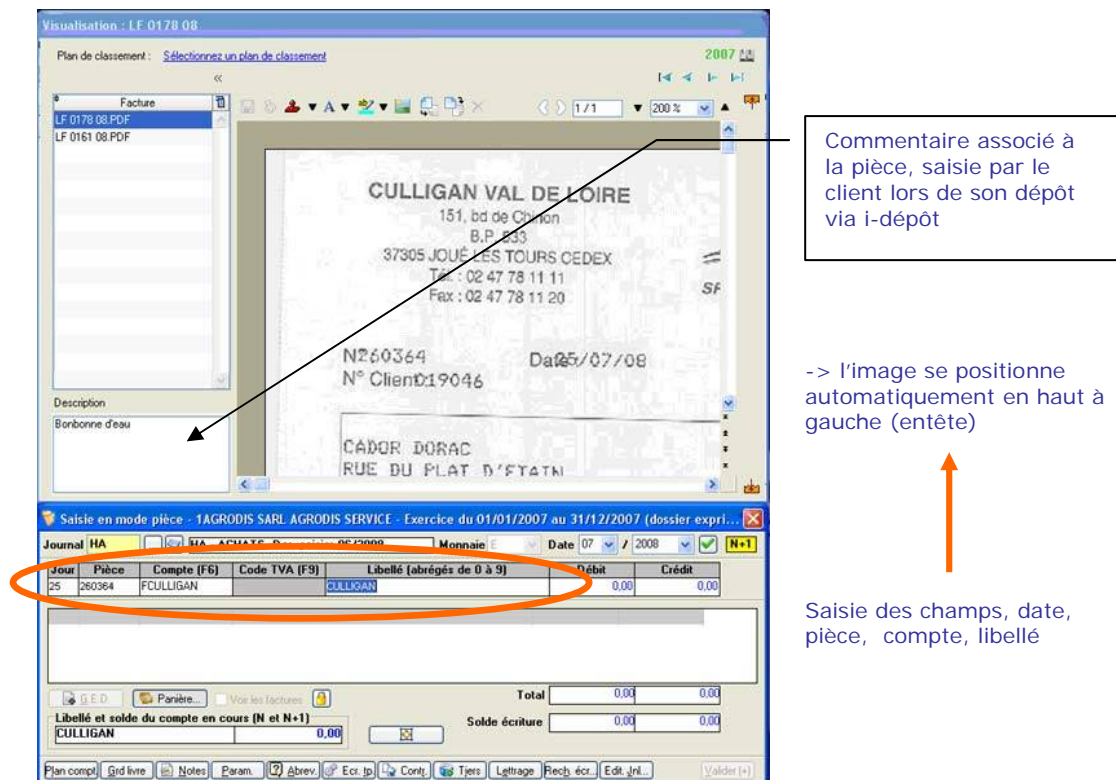 Visualisation : LF 0178 08
Plan de classement : Sélectionnez un plan de classement
2007
«
Facture
LF 0178 08.PDF
LF 0161 08.PDF
A
1/1
200 %
CULLIGAN VAL DE LOIRE
151, bd de Chinon
B.P. 533
37305 JOUÉ LES TOURS CEDEX
Tél. : 02 47 78 11 11
Fax : 02 47 78 11 20
N260364
Date 25/07/08
N° Client 019046
CADOR DORAC
RUE DU PLAT D'ETAIN
Description
Bonbonne d'eau
Commentaire associé à
la pièce, saisie par le
client lors de son dépôt
via i-dépôt
-> l'image se positionne
automatiquement en haut à
gauche (entête)
Saisie des champs, date,
pièce, compte, libellé
Saisie en mode pièce - 1AGRODIS SARL AGRODIS SERVICE - Exercice du 01/01/2007 au 31/12/2007 (dossier expri...
Journal HA
Monnaie E
Date 07 / 2008
N+1
Jour Pièce Compte (F6) Code TVA (F9) Libellé (abrégés de 0 à 9) Débit Crédit
25 260364 FCULLIGAN CULLIGAN 0,00 0,00
G.E.D. Panière... Voir les factures
Total 0,00 0,00
Libellé et solde du compte en cours (N et N+1)
Solde écriture 0,00 0,00
CULLIGAN 0,00
Plan compt. Grd livre Notes Param. Abrev. Ecr. tp. Contr. Tiers Lettrage Rech. écr... Edit. Jnl... Valider (+)